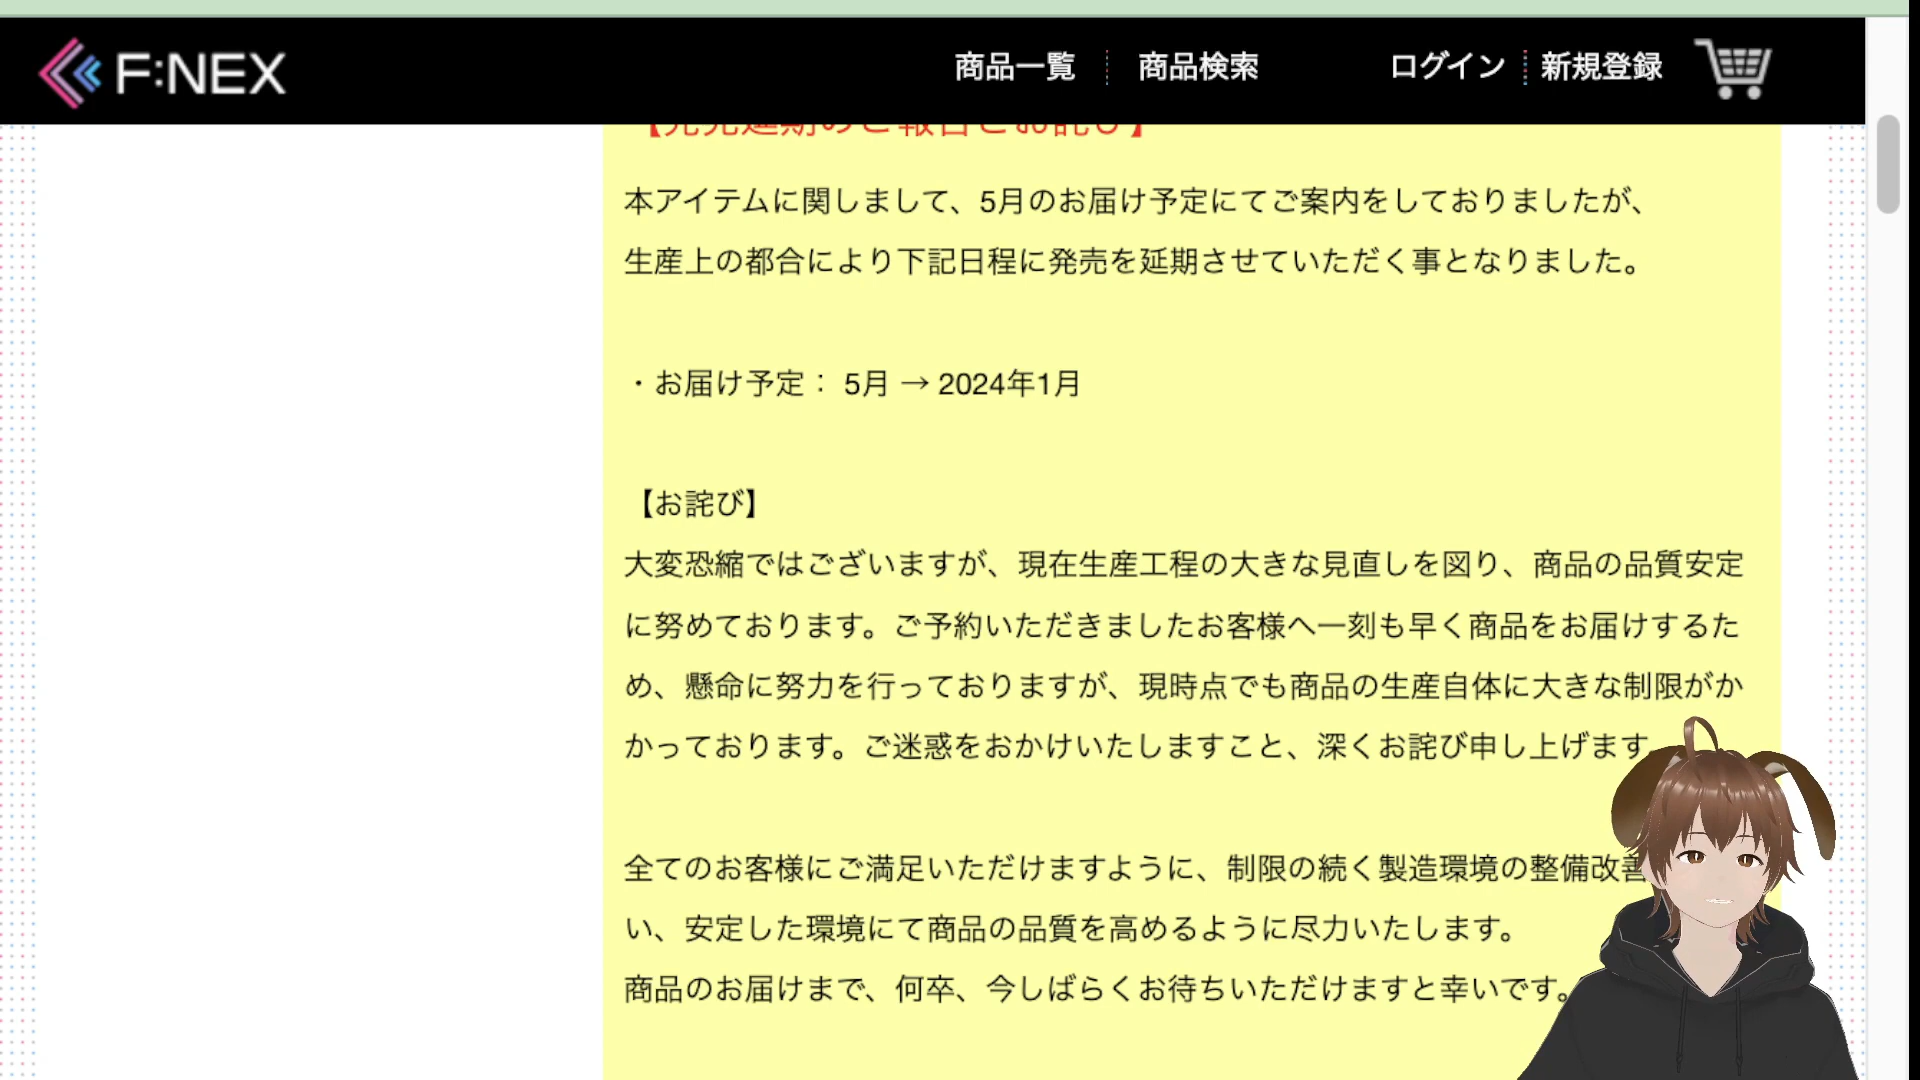 F:NEX
商品一覧
商品検索
ログイン
新規登録
【発売延期のご報告とお詫び】
本アイテムに関しまして、5月のお届け予定にてご案内をしておりましたが、
生産上の都合により下記日程に発売を延期させていただく事となりました。
・お届け予定： 5月 → 2024年1月
【お詫び】
大変恐縮ではございますが、現在生産工程の大きな見直しを図り、商品の品質安定
に努めております。ご予約いただきましたお客様へ一刻も早く商品をお届けするた
め、懸命に努力を行っておりますが、現時点でも商品の生産自体に大きな制限がか
かっております。ご迷惑をおかけいたしますこと、深くお詫び申し上げます
全てのお客様にご満足いただけますように、制限の続く製造環境の整備改善
い、安定した環境にて商品の品質を高めるように尽力いたします。
商品のお届けまで、何卒、今しばらくお待ちいただけますと幸いです。